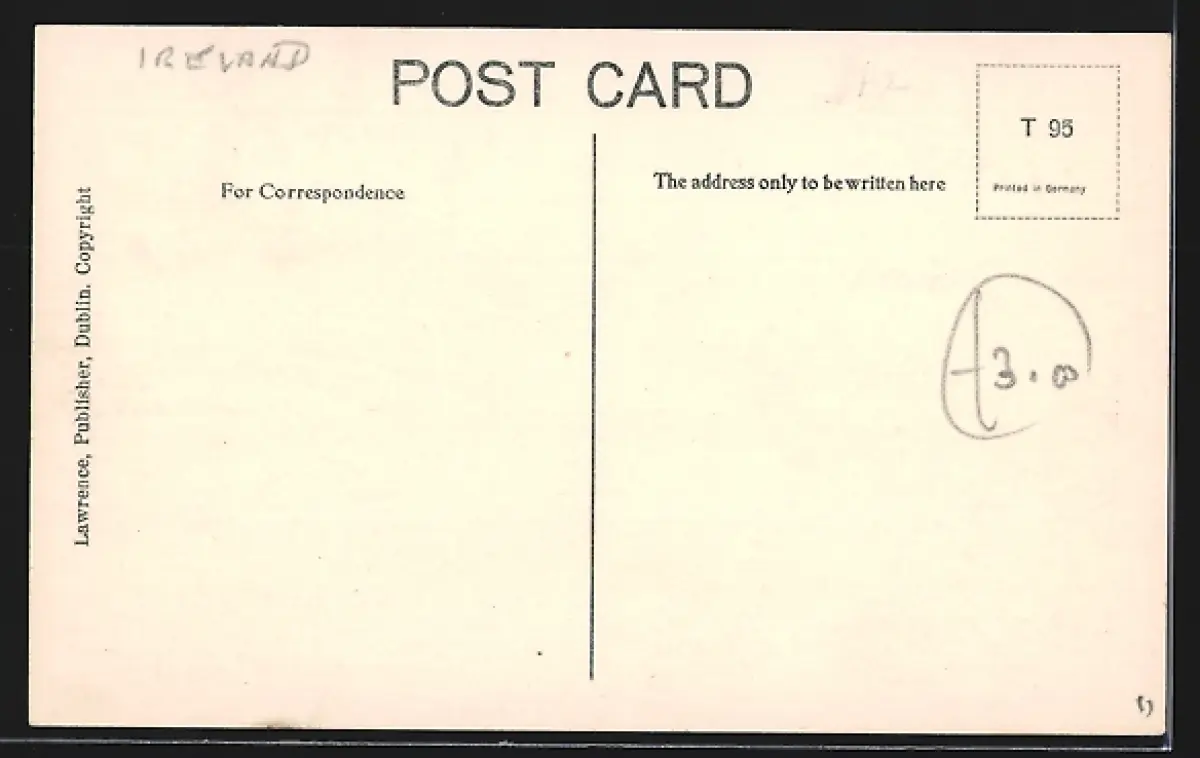 IRELAND
POST CARD
T 95
Printed in Germany
For Correspondence
The address only to be written here
Lawrence, Publisher, Dublin. Copyright
3.00